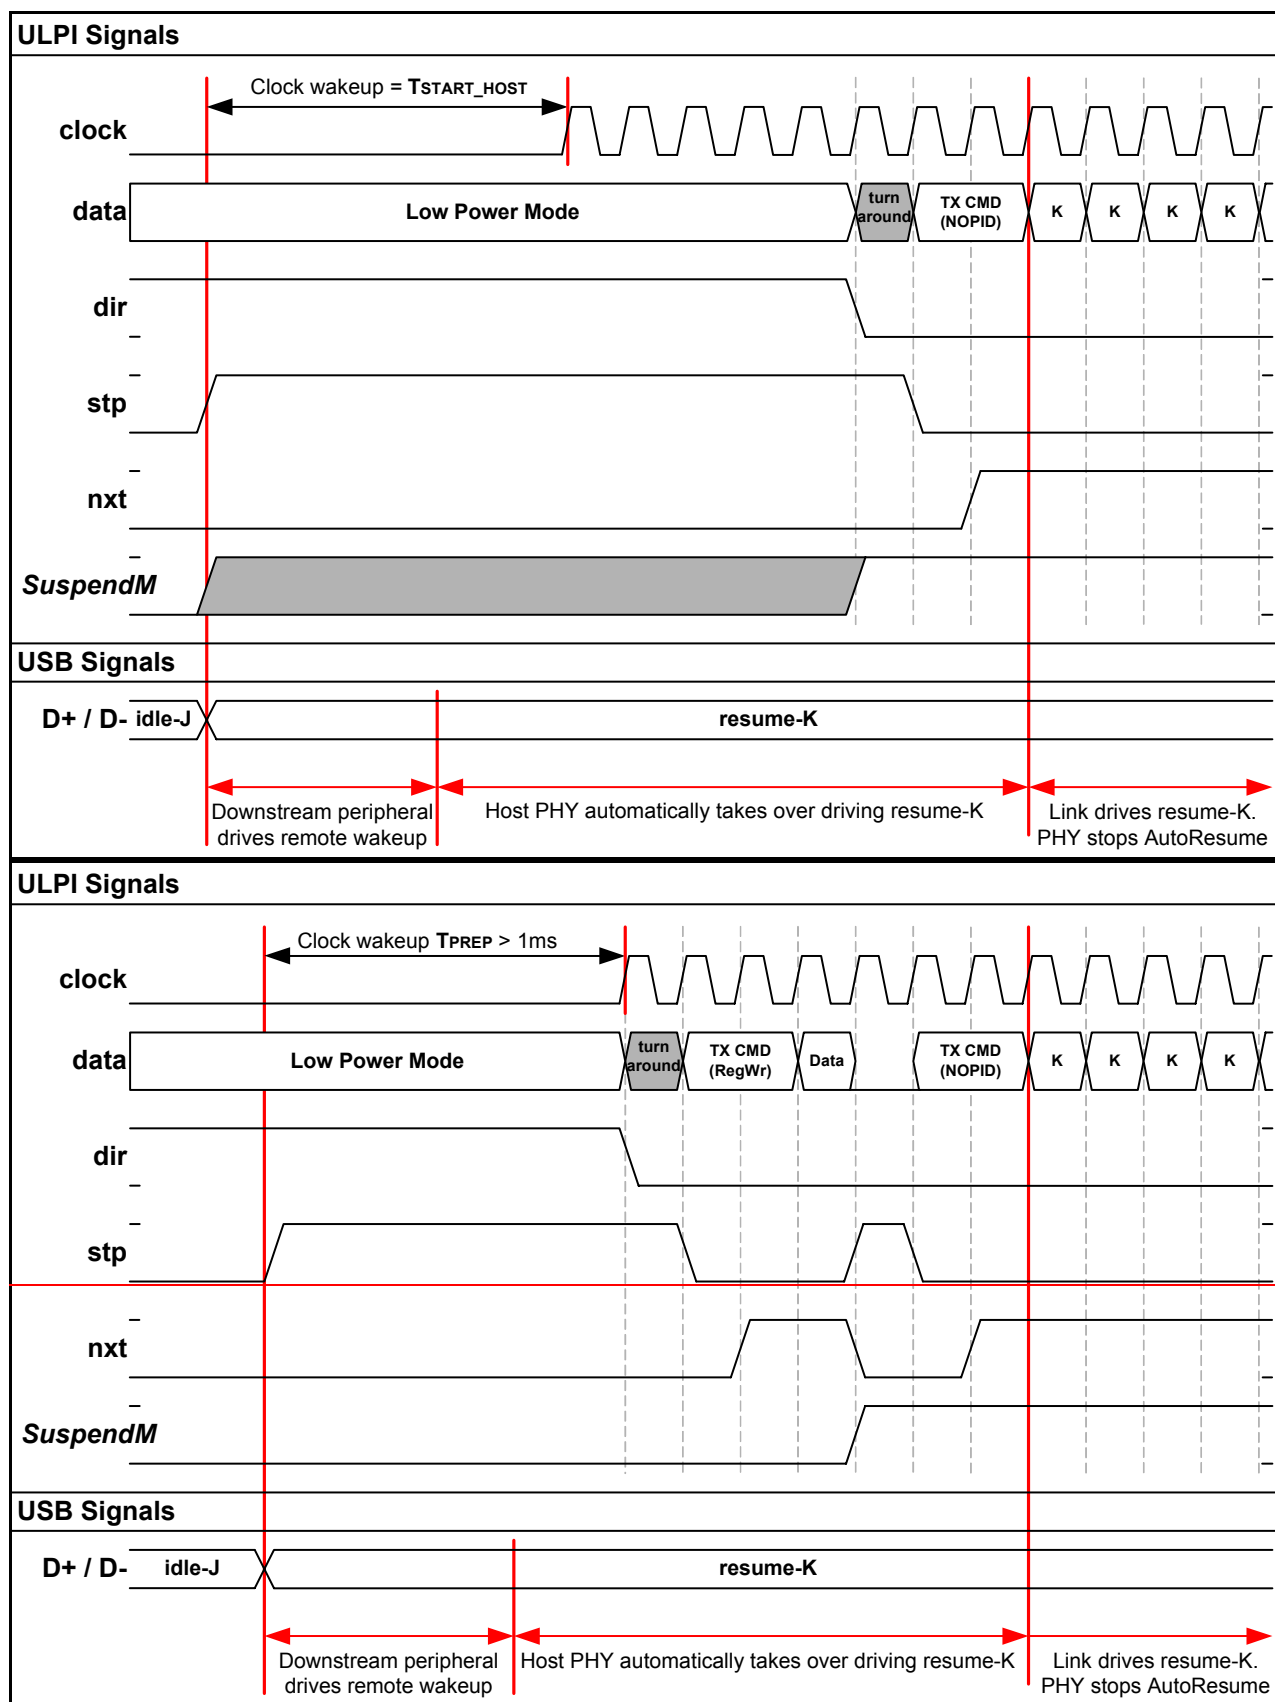 ULPI Signals
Clock wakeup = TSTART_HOST
clock
data
Low Power Mode
turn
around
TX CMD
(NOPID)
K K K K
dir
stp
nxt
SuspendM
USB Signals
D+ / D- idle-J resume-K
Downstream peripheral
drives remote wakeup
Host PHY automatically takes over driving resume-K
Link drives resume-K.
PHY stops AutoResume
ULPI Signals
Clock wakeup TPREP > 1ms
clock
data
Low Power Mode
turn
around
TX CMD
(RegWr)
Data
TX CMD
(NOPID)
K K K K
dir
stp
nxt
SuspendM
USB Signals
D+ / D- idle-J resume-K
Downstream peripheral
drives remote wakeup
Host PHY automatically takes over driving resume-K
Link drives resume-K.
PHY stops AutoResume